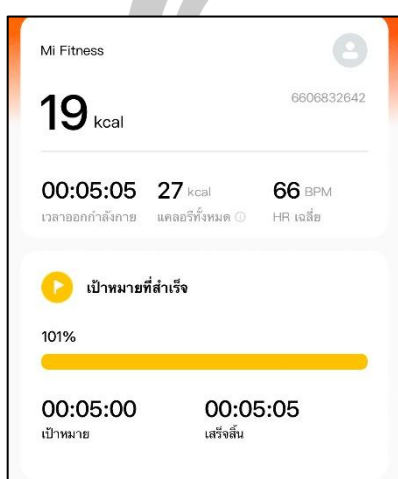 Mi Fitness
19 kcal
6606832642
00:05:05 27 kcal 66 BPM
เวลาออกกำลังกาย แคลอรีทั้งหมด HR เฉลี่ย
เป้าหมายที่สำเร็จ
101%
00:05:00 00:05:05
เป้าหมาย เสร็จสิ้น